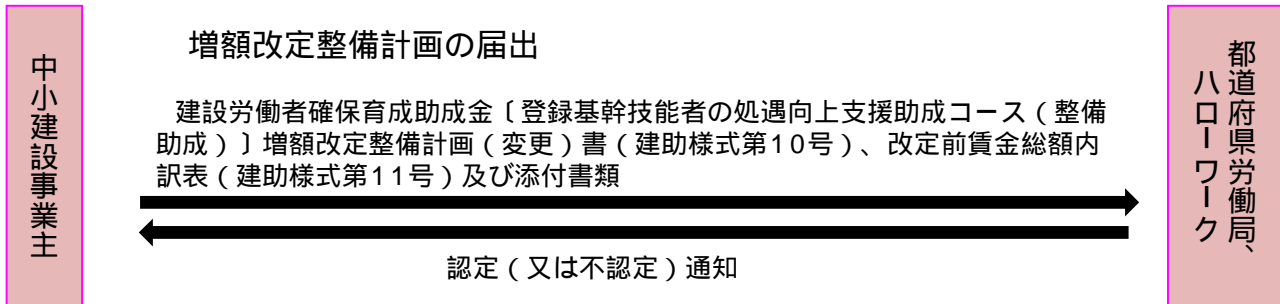 中小建設事業主
増額改定整備計画の届出
建設労働者確保育成助成金〔登録基幹技能者の処遇向上支援助成コース（整備
助成）〕増額改定整備計画（変更）書（建助様式第10号）、改定前賃金総額内
訳表（建助様式第11号）及び添付書類
認定（又は不認定）通知
都道府県労働局、
ハローワーク